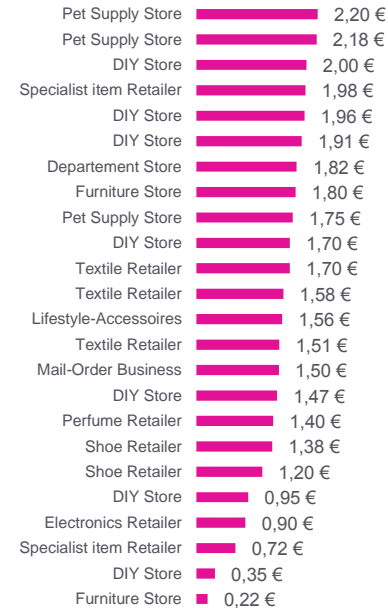 Pet Supply Store 2,20 €
Pet Supply Store 2,18 €
DIY Store 2,00 €
Specialist item Retailer 1,98 €
DIY Store 1,96 €
DIY Store 1,91 €
Departement Store 1,82 €
Furniture Store 1,80 €
Pet Supply Store 1,75 €
DIY Store 1,70 €
Textile Retailer 1,70 €
Textile Retailer 1,58 €
Lifestyle-Accessoires 1,56 €
Textile Retailer 1,51 €
Mail-Order Business 1,50 €
DIY Store 1,47 €
Perfume Retailer 1,40 €
Shoe Retailer 1,38 €
Shoe Retailer 1,20 €
DIY Store 0,95 €
Electronics Retailer 0,90 €
Specialist item Retailer 0,72 €
DIY Store 0,35 €
Furniture Store 0,22 €